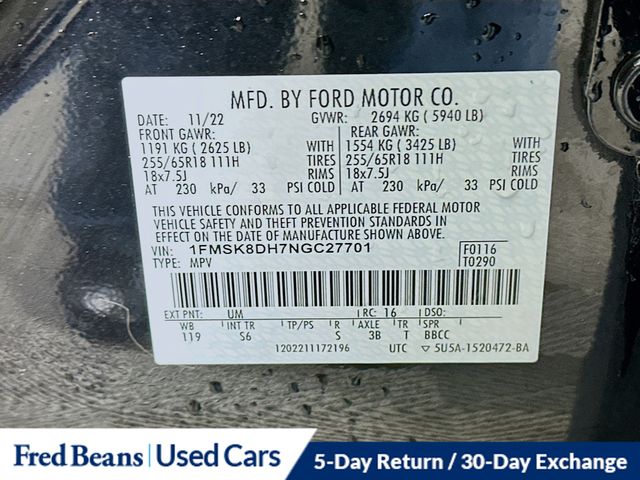 MFD. BY FORD MOTOR CO.
DATE: 11/22 GVWR: 2694 KG ( 5940 LB)
FRONT GAWR: REAR GAWR:
1191 KG ( 2625 LB) WITH 1554 KG ( 3425 LB) WITH
255/65R18 111H TIRES 255/65R18 111H TIRES
18x7.5J RIMS 18x7.5J RIMS
AT 230 kPa/ 33 PSI COLD AT 230 kPa/ 33 PSI COLD
THIS VEHICLE CONFORMS TO ALL APPLICABLE FEDERAL MOTOR
VEHICLE SAFETY AND THEFT PREVENTION STANDARDS IN
EFFECT ON THE DATE OF MANUFACTURE SHOWN ABOVE.
VIN: 1FMSK8DH7NGC27701 F0116
TYPE: MPV T0290
EXT PNT: UM RC: 16 DSO:
WB INT TR TP/PS R AXLE TR SPR
119 S6 S 3B T BBCC
1202211172196 UTC 5U5A-1520472-BA
Fred Beans Used Cars 5-Day Return / 30-Day Exchange